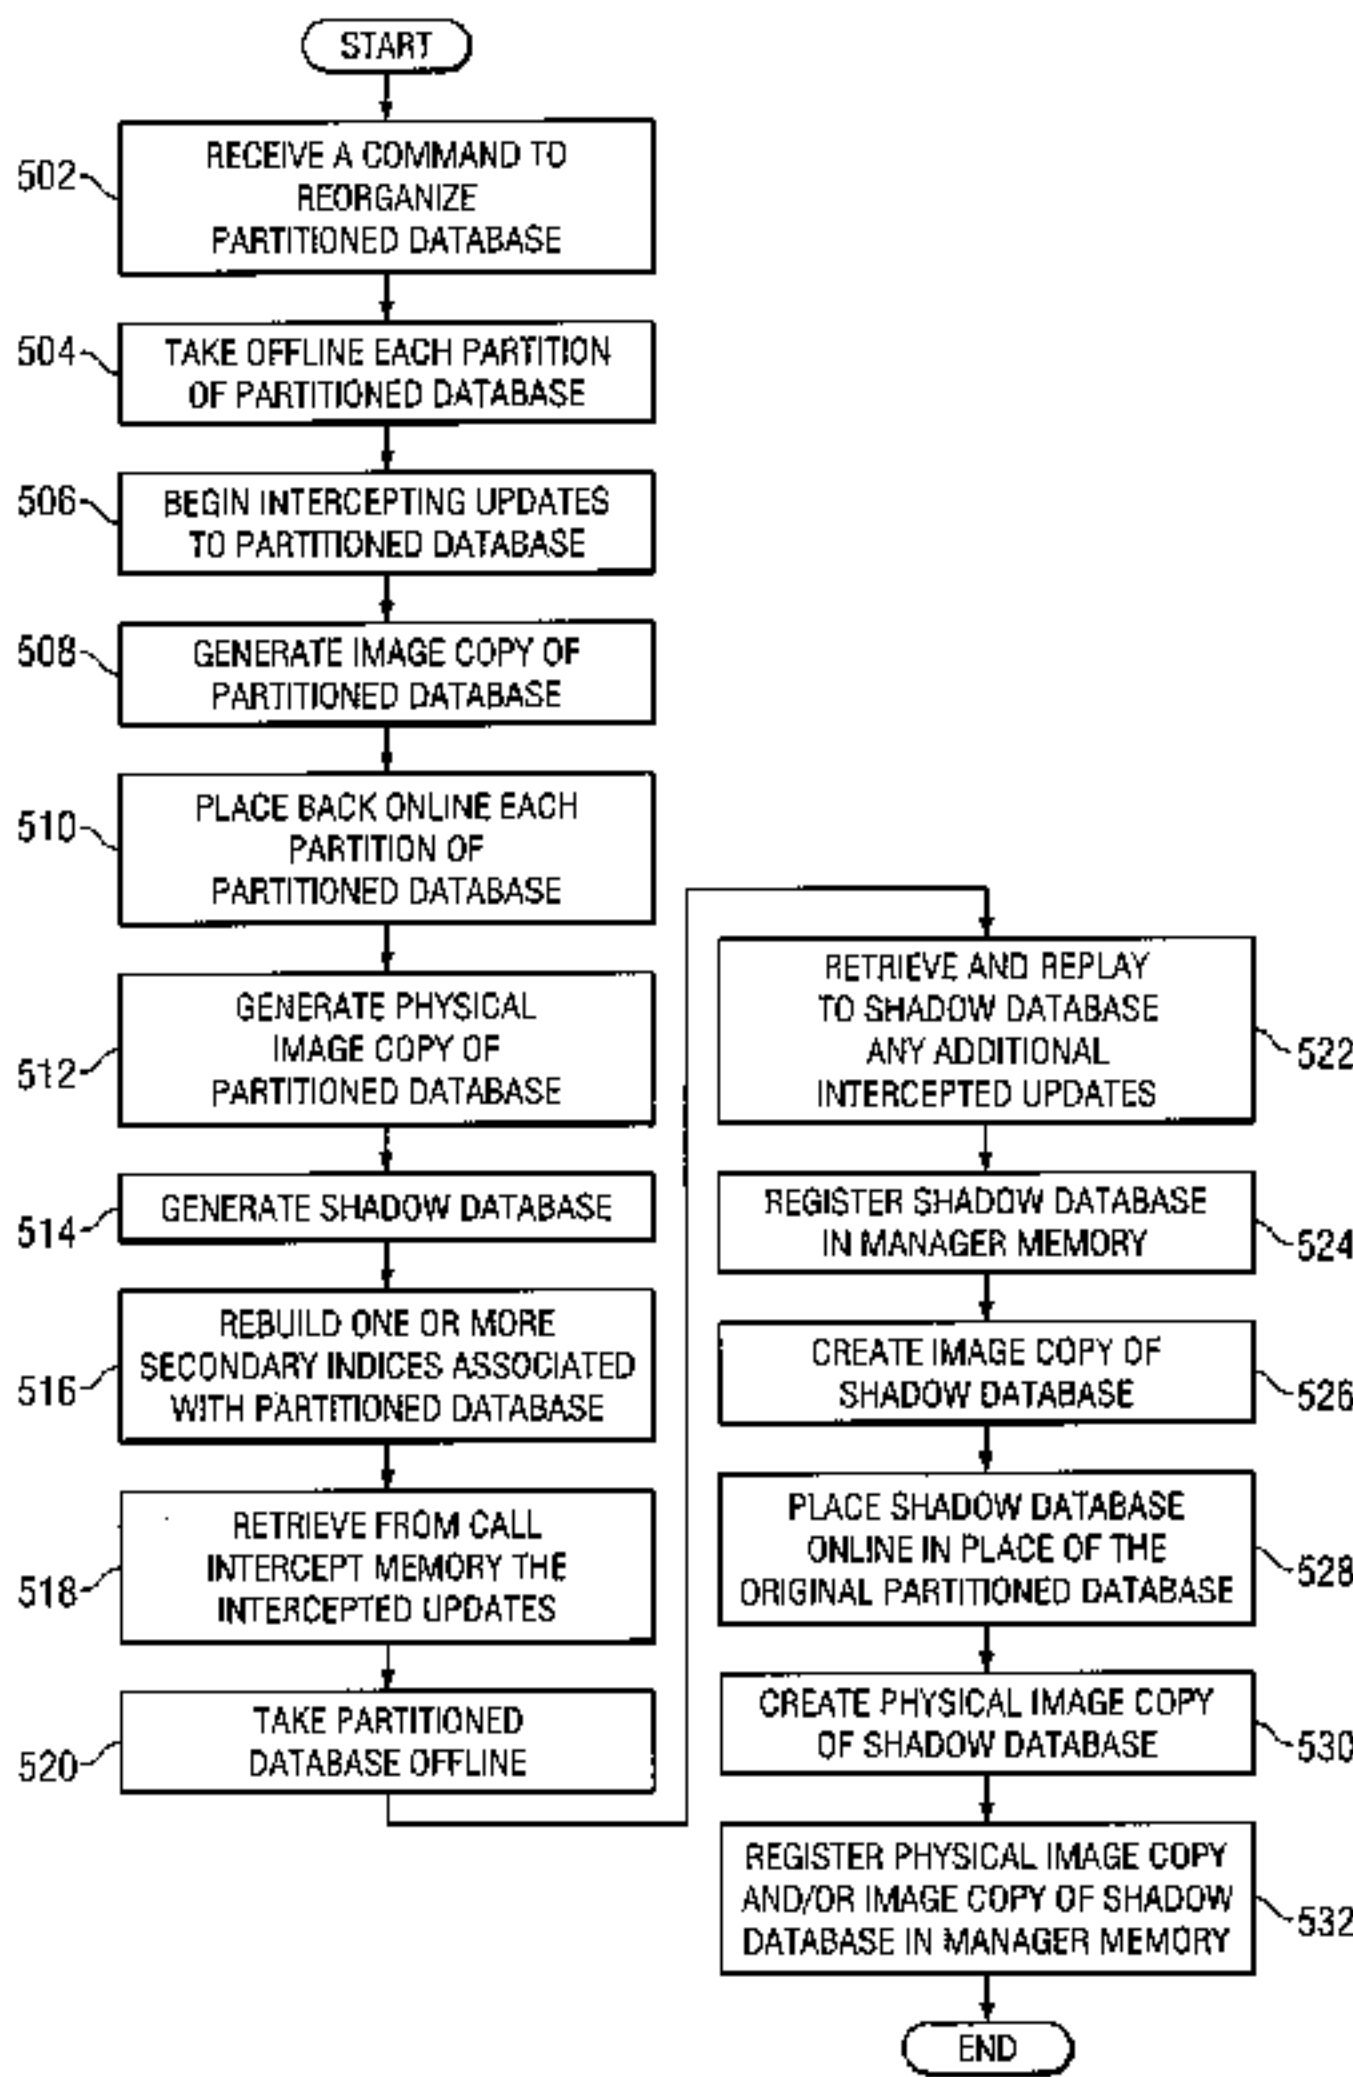 START
502
RECEIVE A COMMAND TO
REORGANIZE
PARTITIONED DATABASE
504
TAKE OFFLINE EACH PARTITION
OF PARTITIONED DATABASE
506
BEGIN INTERCEPTING UPDATES
TO PARTITIONED DATABASE
508
GENERATE IMAGE COPY OF
PARTITIONED DATABASE
510
PLACE BACK ONLINE EACH
PARTITION OF
PARTITIONED DATABASE
512
GENERATE PHYSICAL
IMAGE COPY OF
PARTITIONED DATABASE
514
GENERATE SHADOW DATABASE
516
REBUILD ONE OR MORE
SECONDARY INDICES ASSOCIATED
WITH PARTITIONED DATABASE
518
RETRIEVE FROM CALL
INTERCEPT MEMORY THE
INTERCEPTED UPDATES
520
TAKE PARTITIONED
DATABASE OFFLINE
RETRIEVE AND REPLAY
TO SHADOW DATABASE
ANY ADDITIONAL
INTERCEPTED UPDATES
522
REGISTER SHADOW DATABASE
IN MANAGER MEMORY
524
CREATE IMAGE COPY OF
SHADOW DATABASE
526
PLACE SHADOW DATABASE
ONLINE IN PLACE OF THE
ORIGINAL PARTITIONED DATABASE
528
CREATE PHYSICAL IMAGE COPY
OF SHADOW DATABASE
530
REGISTER PHYSICAL IMAGE COPY
AND/OR IMAGE COPY OF SHADOW
DATABASE IN MANAGER MEMORY
532
END